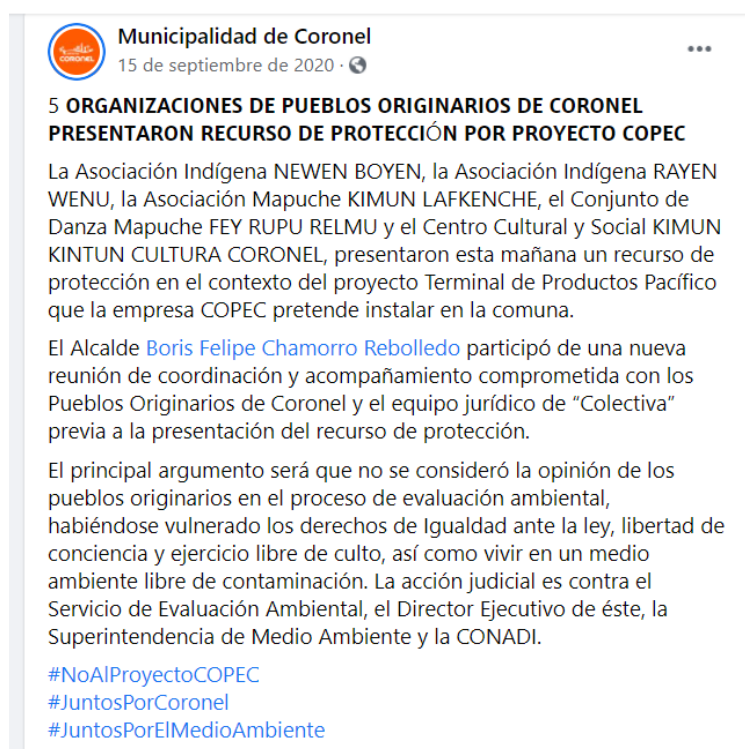 Municipalidad de Coronel
15 de septiembre de 2020 ·
CORONEL
5 ORGANIZACIONES DE PUEBLOS ORIGINARIOS DE CORONEL
PRESENTARON RECURSO DE PROTECCIÓN POR PROYECTO COPEC
La Asociación Indígena NEWEN BOYEN, la Asociación Indígena RAYEN
WENU, la Asociación Mapuche KIMUN LAFKENCHE, el Conjunto de
Danza Mapuche FEY RUPU RELMU y el Centro Cultural y Social KIMUN
KINTUN CULTURA CORONEL, presentaron esta mañana un recurso de
protección en el contexto del proyecto Terminal de Productos Pacífico
que la empresa COPEC pretende instalar en la comuna.
El Alcalde Boris Felipe Chamorro Rebolledo participó de una nueva
reunión de coordinación y acompañamiento comprometida con los
Pueblos Originarios de Coronel y el equipo jurídico de “Colectiva”
previa a la presentación del recurso de protección.
El principal argumento será que no se consideró la opinión de los
pueblos originarios en el proceso de evaluación ambiental,
habiéndose vulnerado los derechos de Igualdad ante la ley, libertad de
conciencia y ejercicio libre de culto, así como vivir en un medio
ambiente libre de contaminación. La acción judicial es contra el
Servicio de Evaluación Ambiental, el Director Ejecutivo de éste, la
Superintendencia de Medio Ambiente y la CONADI.
#NoAlProyectoCOPEC
#JuntosPorCoronel
#JuntosPorElMedioAmbiente